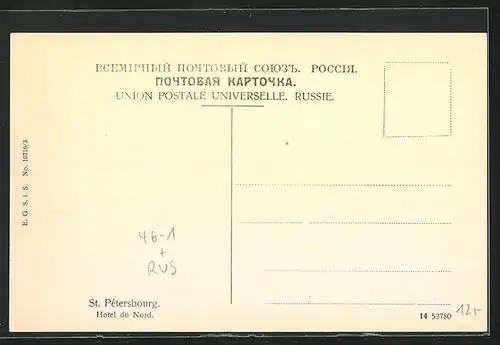 ВСЕМІРНЫЙ ПОЧТОВЫЙ СОЮЗЪ. РОССІЯ.
ПОЧТОВАЯ КАРТОЧКА.
UNION POSTALE UNIVERSELLE. RUSSIE.
E. G. S. i. S. No. 16716/3
46-1
+
RUS
St. Pétersbourg.
Hotel du Nord.
14 53780
12,-